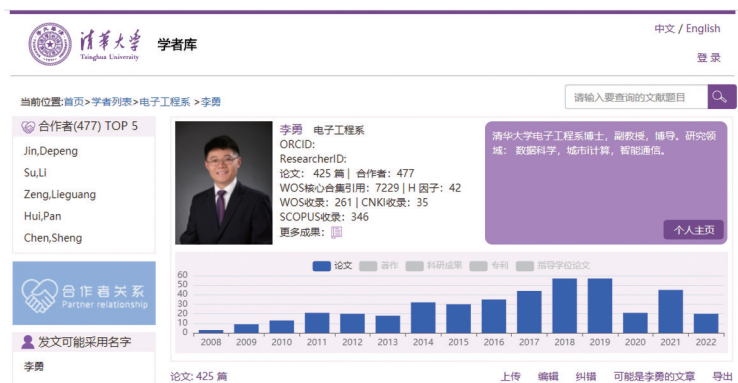 中文 / English
清华大学
Tsinghua University
学者库
登录
当前位置:首页>学者列表>电子工程系 >李勇
请输入要查询的文献题目
合作者(477) TOP 5
Jin,Depeng
Su,Li
Zeng,Lieguang
Hui,Pan
Chen,Sheng
合作者关系
Partner relationship
发文可能采用名字
李勇
李勇 电子工程系
ORCID:
ResearcherID:
论文: 425 篇 | 合作者: 477
WOS核心合集引用: 7229 | H 因子: 42
WOS收录: 261 | CNKI收录: 35
SCOPUS收录: 346
更多成果:
清华大学电子工程系博士，副教授，博导。研究领
域： 数据科学，城市计算，智能通信。
个人主页
论文 著作 科研成果 专利 指导学位论文
60
50
40
30
20
10
0
2008 2009 2010 2011 2012 2013 2014 2015 2016 2017 2018 2019 2020 2021 2022
论文: 425 篇
上传 编辑 纠错 可能是李勇的文章 导出